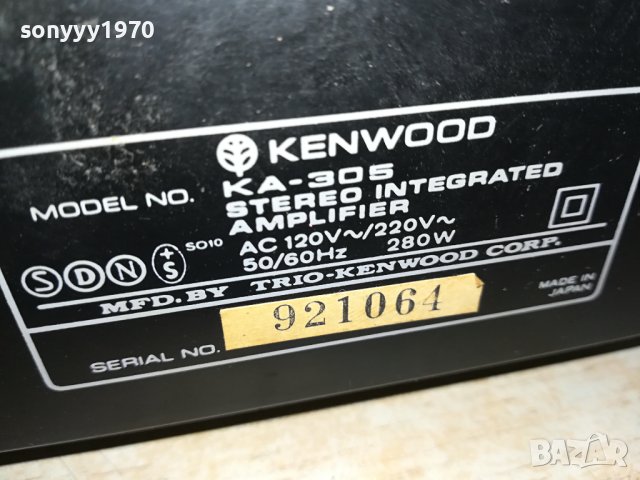 sonyyy1970
KENWOOD
MODEL NO. KA-305
STEREO INTEGRATED
AMPLIFIER
AC 120V~/220V~
50/60Hz 280W
S D N + S SO10
MFD. BY TRIO-KENWOOD CORP.
SERIAL NO. 921064
MADE IN
JAPAN
BAZAR